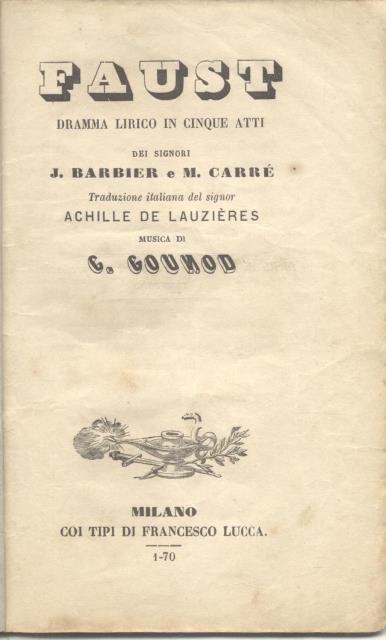 FAUST
DRAMMA LIRICO IN CINQUE ATTI
DEI SIGNORI
J. BARBIER e M. CARRÉ
Traduzione italiana del signor
ACHILLE DE LAUZIÈRES
MUSICA DI
G. GOUNOD
MILANO
COI TIPI DI FRANCESCO LUCCA.
1-70